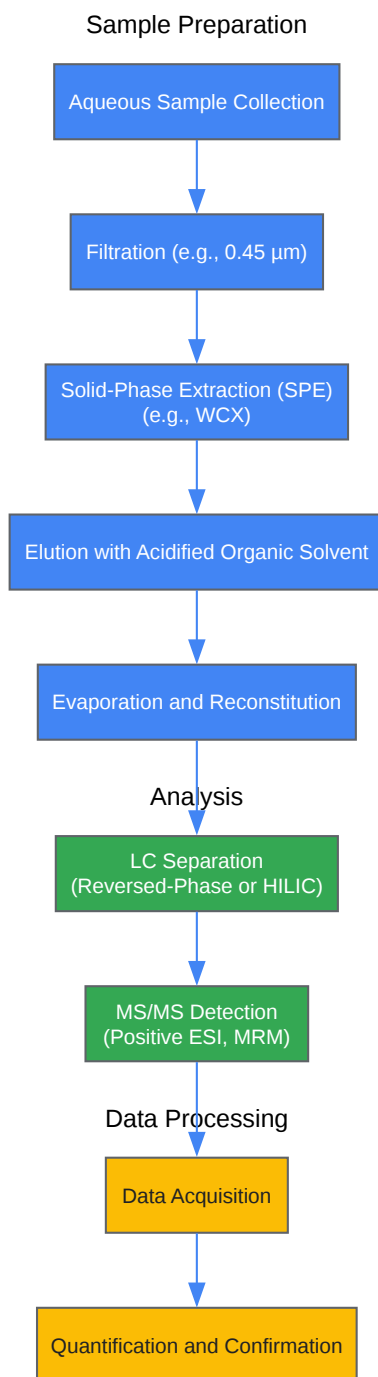 Sample Preparation
Aqueous Sample Collection
Filtration (e.g., 0.45 µm)
Solid-Phase Extraction (SPE)
(e.g., WCX)
Elution with Acidified Organic Solvent
Evaporation and Reconstitution
Analysis
LC Separation
(Reversed-Phase or HILIC)
MS/MS Detection
(Positive ESI, MRM)
Data Processing
Data Acquisition
Quantification and Confirmation